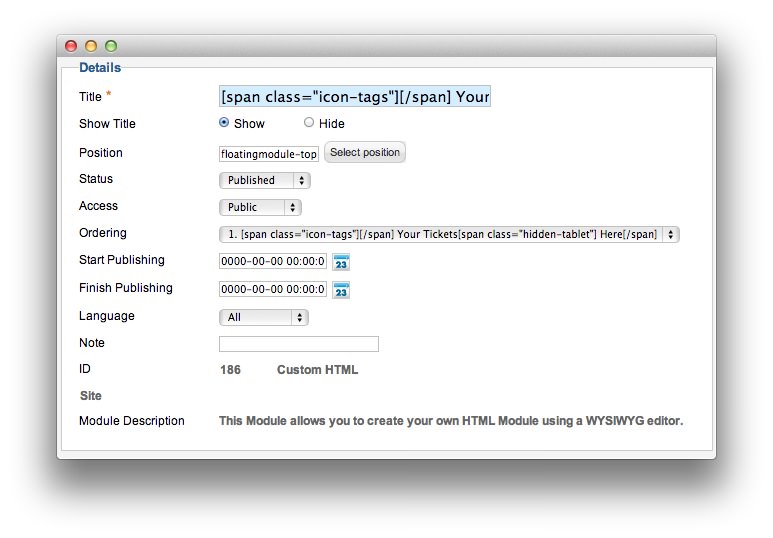 Details
Title * [span class="icon-tags"][/span] Your
Show Title Show Hide
Position floatingmodule-top Select position
Status Published
Access Public
Ordering 1. [span class="icon-tags"][/span] Your Tickets[span class="hidden-tablet"] Here[/span]
Start Publishing 0000-00-00 00:00:0 23
Finish Publishing 0000-00-00 00:00:0 23
Language All
Note
ID 186 Custom HTML
Site
Module Description This Module allows you to create your own HTML Module using a WYSIWYG editor.